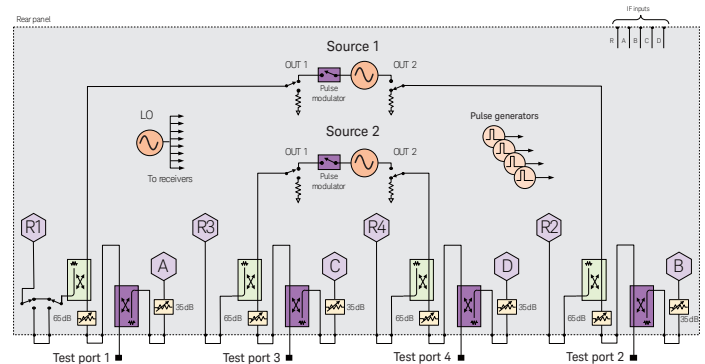 Rear panel
IF inputs
R A B C D
Source 1
OUT 1
OUT 2
Pulse
modulator
LO
To receivers
Source 2
OUT 1
OUT 2
Pulse
modulator
Pulse generators
R1
A
R3
C
R4
D
R2
B
65dB
35dB
65dB
35dB
65dB
35dB
65dB
35dB
Test port 1
Test port 3
Test port 4
Test port 2